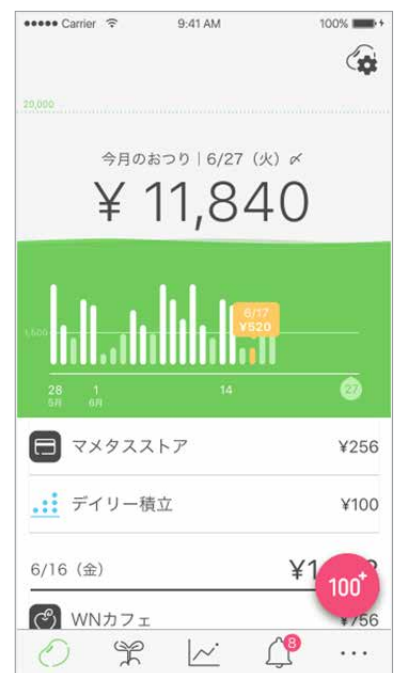 Carrier 9:41 AM 100%
20,000
今月のおつり | 6/27（火）〆
¥ 11,840
6/17
¥520
1,500
28 1 14 27
5月 6月
マメタスストア ¥256
デイリー積立 ¥100
6/16（金）
100+
WNカフェ ¥756
8